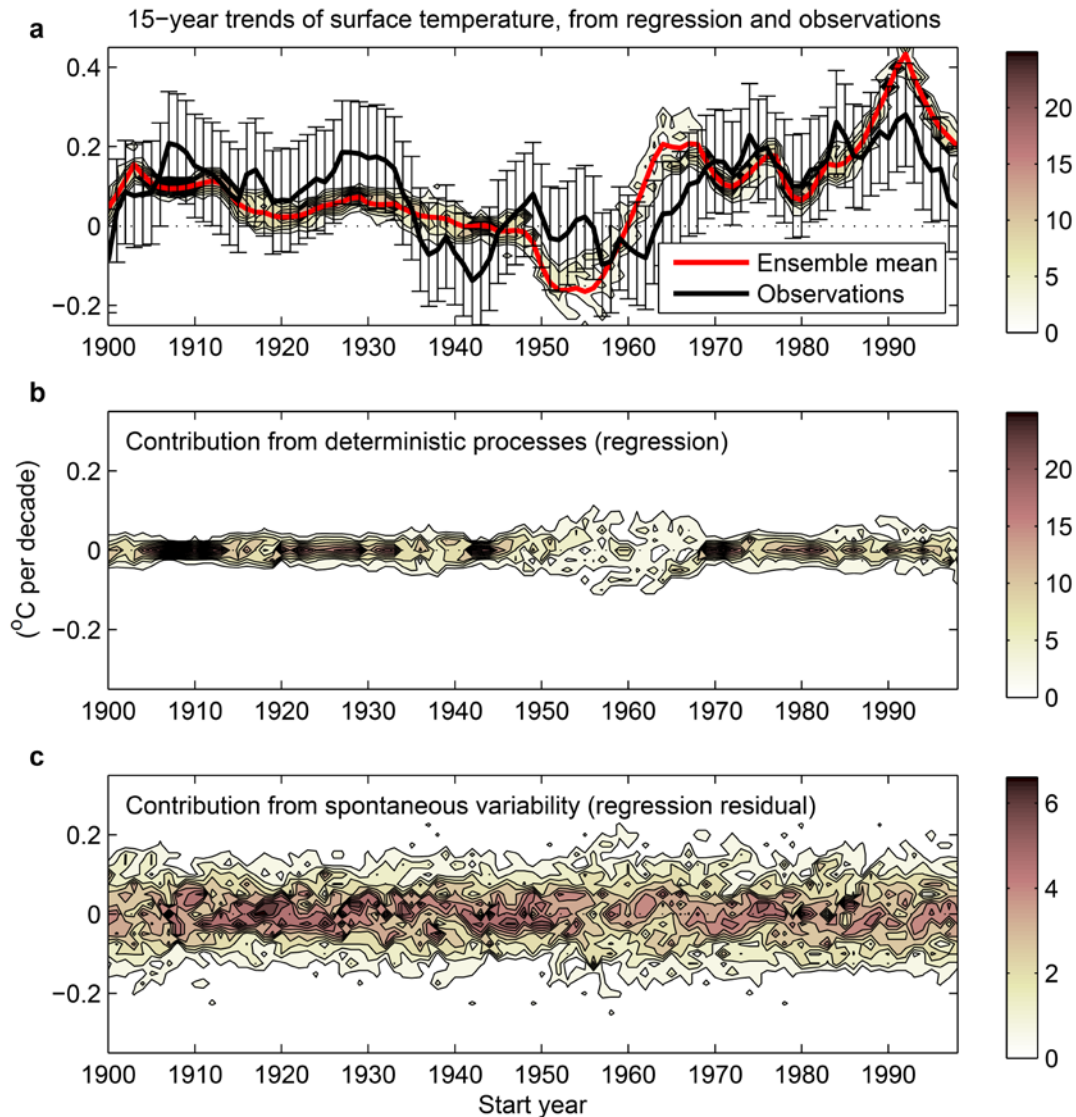 15−year trends of surface temperature, from regression and observations
a
0.4
0.2
0
−0.2
1900 1910 1920 1930 1940 1950 1960 1970 1980 1990
Ensemble mean
Observations
20
15
10
5
0
b
Contribution from deterministic processes (regression)
0.2
0
−0.2
1900 1910 1920 1930 1940 1950 1960 1970 1980 1990
20
15
10
5
0
(°C per decade)
c
Contribution from spontaneous variability (regression residual)
0.2
0
−0.2
1900 1910 1920 1930 1940 1950 1960 1970 1980 1990
Start year
6
4
2
0